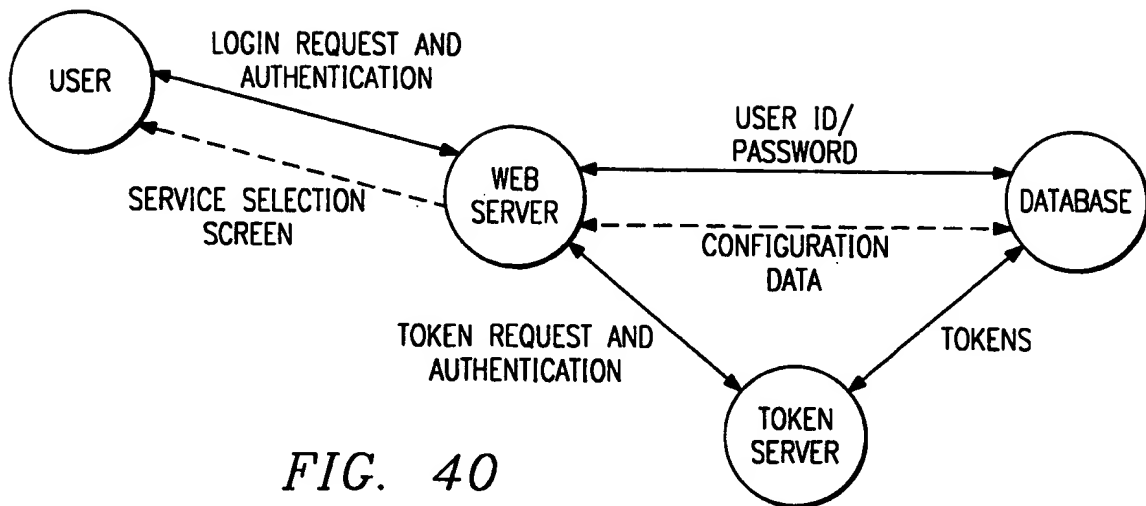 LOGIN REQUEST AND
AUTHENTICATION
USER
USER ID/
PASSWORD
WEB
SERVER
DATABASE
SERVICE SELECTION
SCREEN
CONFIGURATION
DATA
TOKEN REQUEST AND
AUTHENTICATION
TOKENS
TOKEN
SERVER
FIG. 40